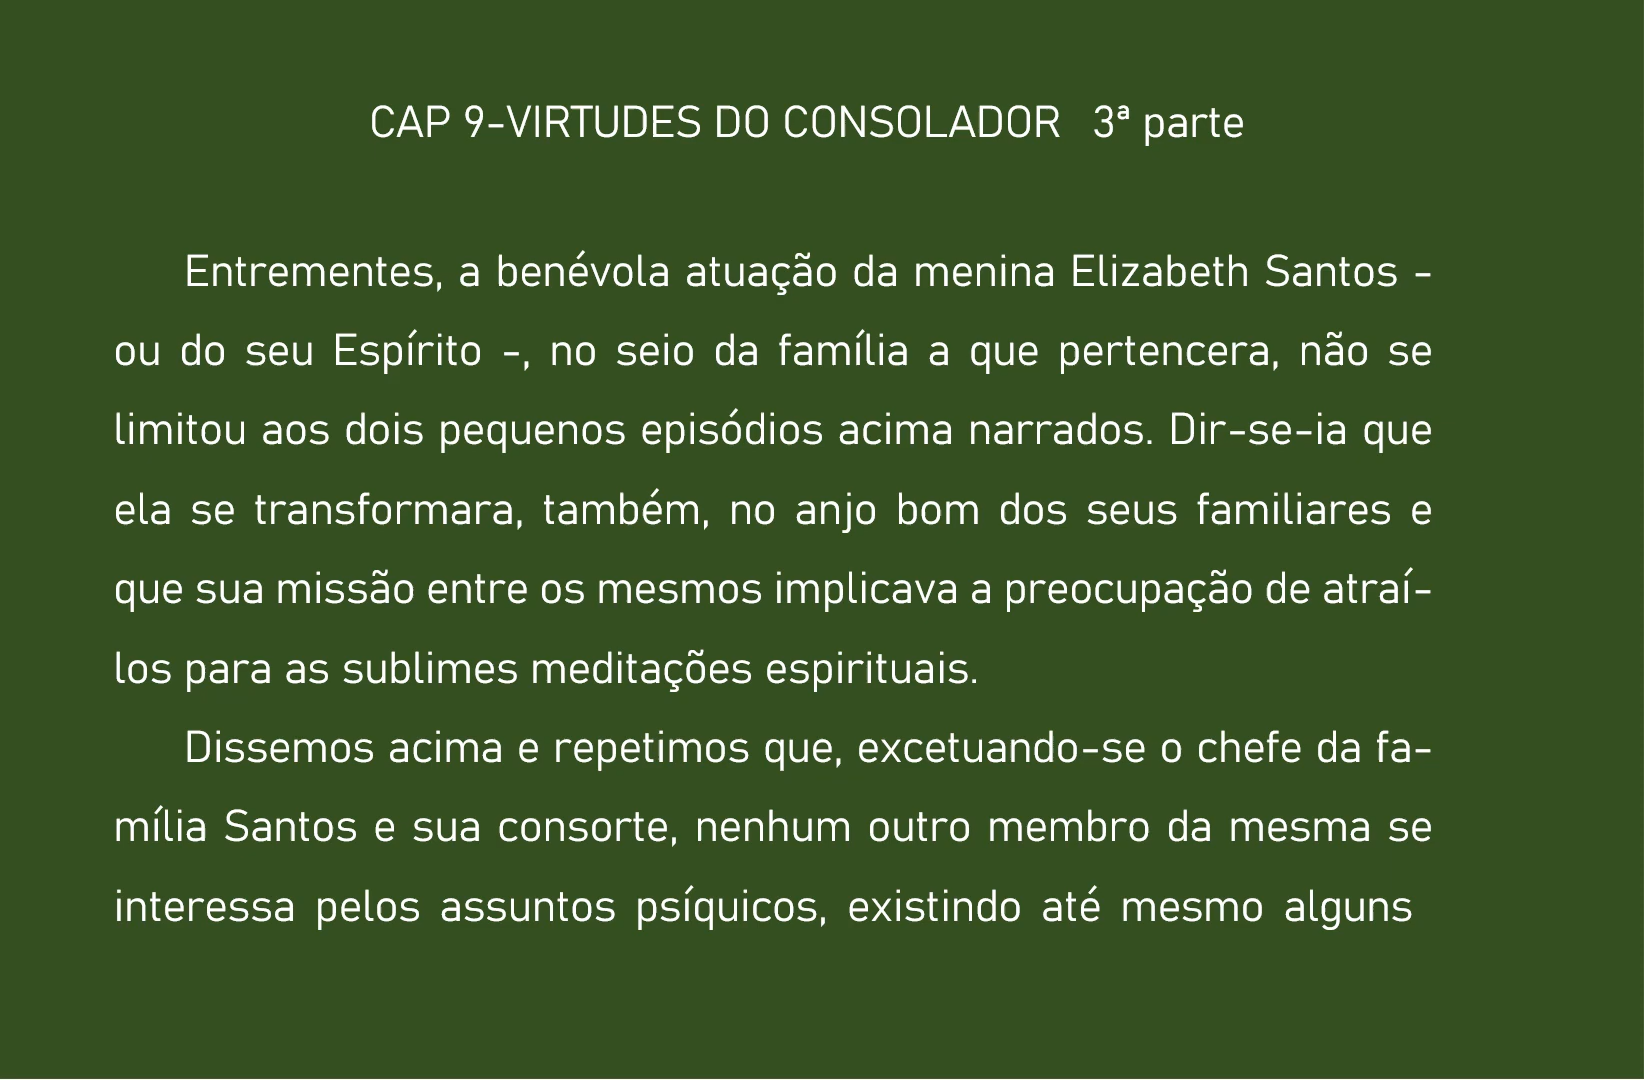 CAP 9-VIRTUDES DO CONSOLADOR 3ª parte
Entrementes, a benévola atuação da menina Elizabeth Santos -
ou do seu Espírito -, no seio da família a que pertencera, não se
limitou aos dois pequenos episódios acima narrados. Dir-se-ia que
ela se transformara, também, no anjo bom dos seus familiares e
que sua missão entre os mesmos implicava a preocupação de atraí-
los para as sublimes meditações espirituais.
Dissemos acima e repetimos que, excetuando-se o chefe da fa-
mília Santos e sua consorte, nenhum outro membro da mesma se
interessa pelos assuntos psíquicos, existindo até mesmo alguns